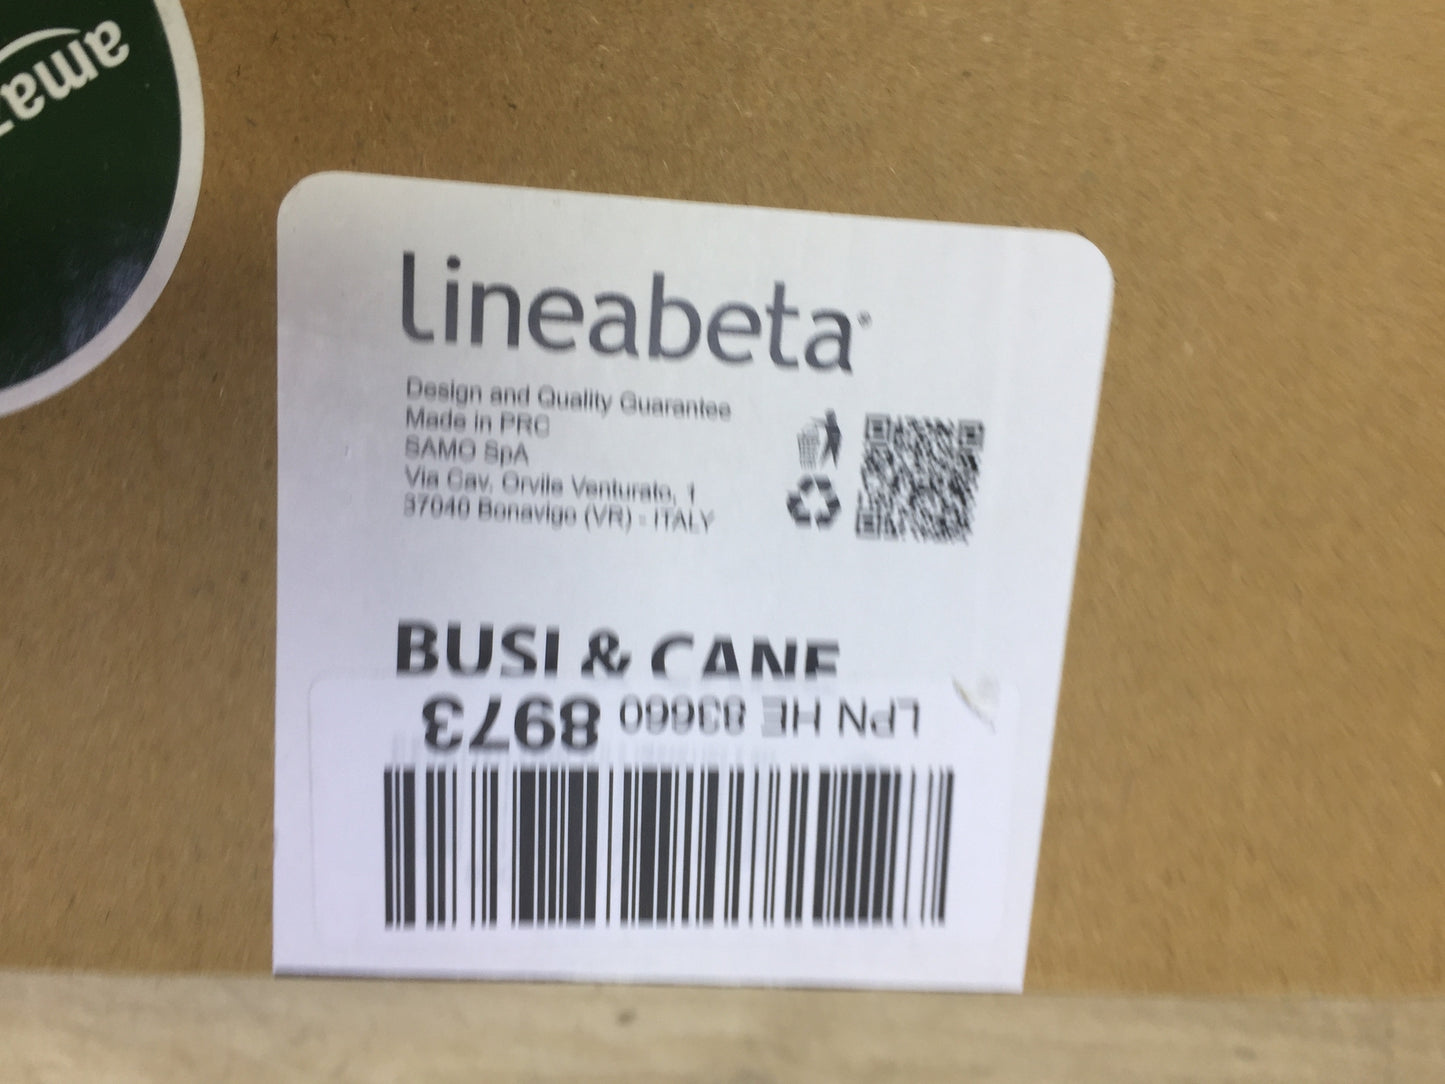 lineabeta®
Design and Quality Guarantee
Made in PRC
SAMO SpA
Via Cav. Orvile Venturato, 1
37040 Bonavigo (VR) - ITALY
BUSI & CANE
LPN HE 83660 8973